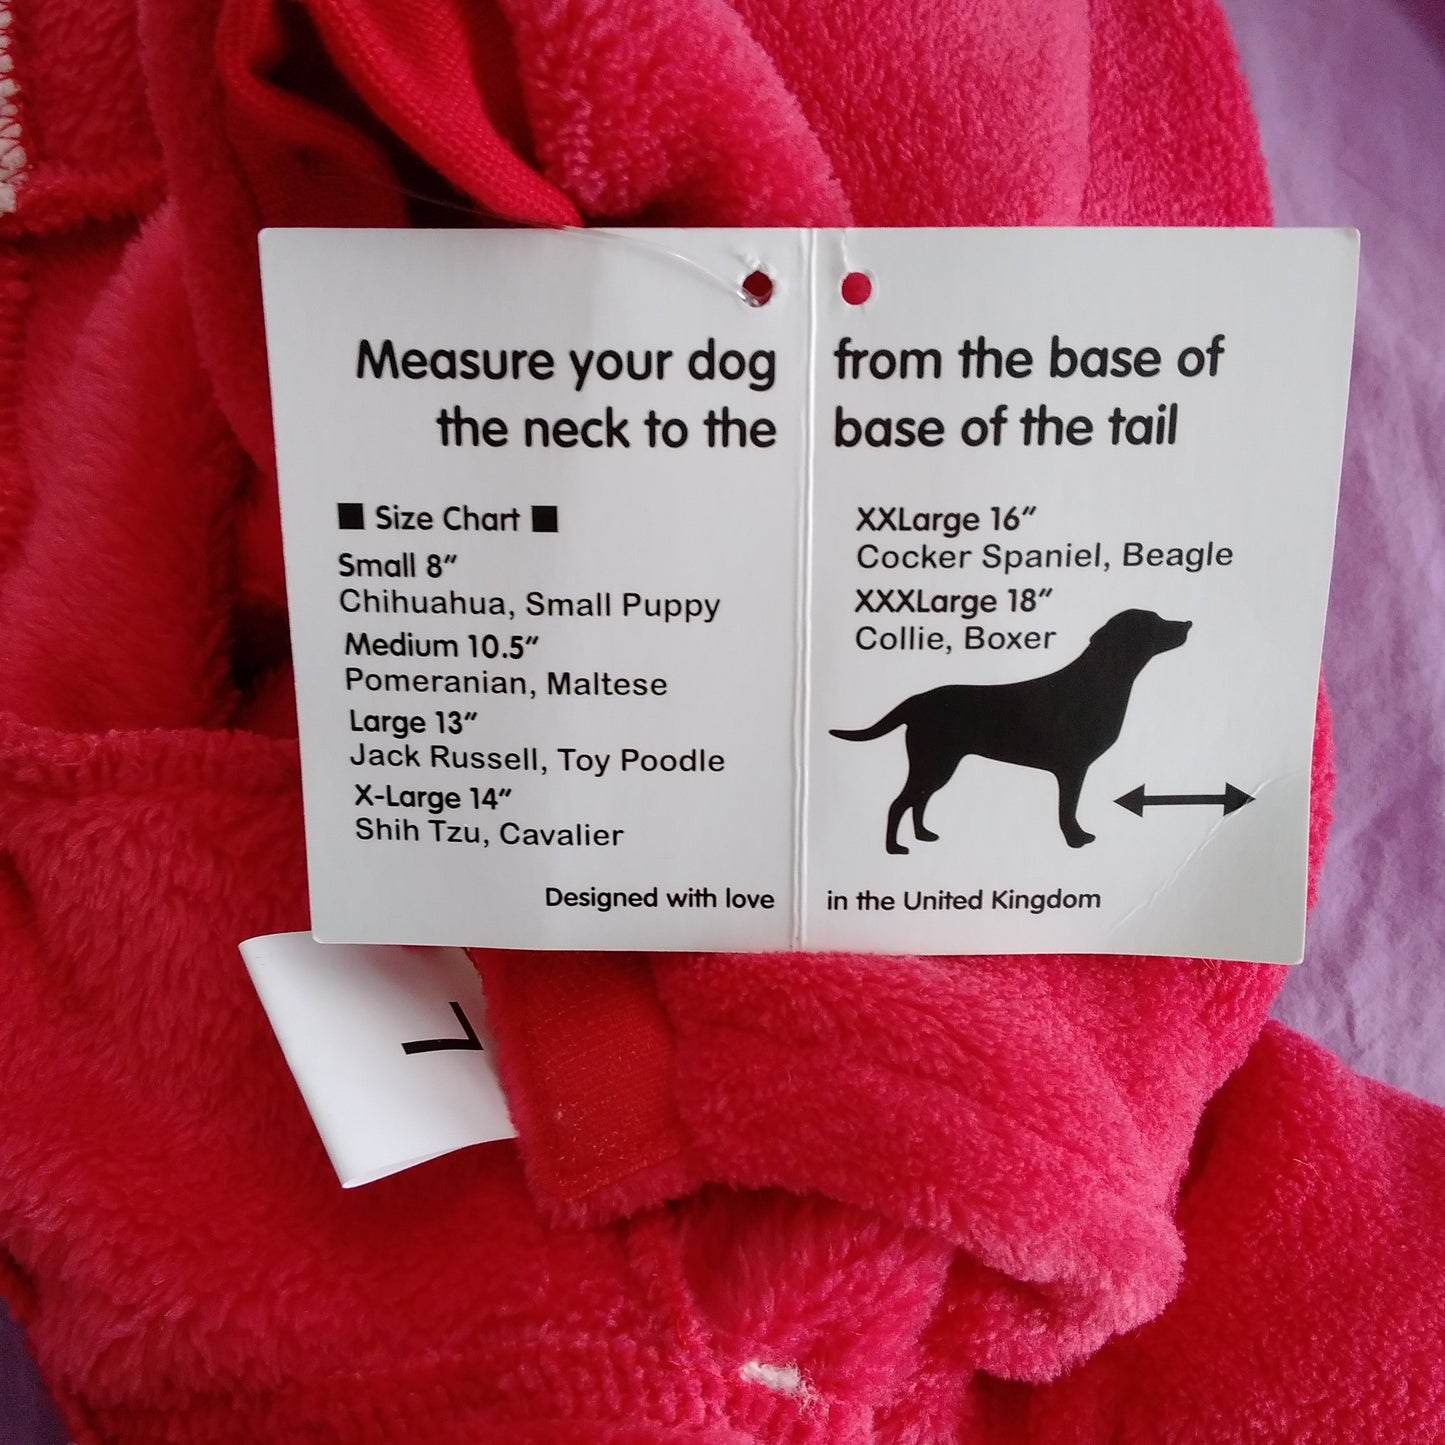 Measure your dog from the base of
the neck to the base of the tail
■ Size Chart ■
Small 8″
Chihuahua, Small Puppy
Medium 10.5″
Pomeranian, Maltese
Large 13″
Jack Russell, Toy Poodle
X-Large 14″
Shih Tzu, Cavalier
XXLarge 16″
Cocker Spaniel, Beagle
XXXLarge 18″
Collie, Boxer
Designed with love in the United Kingdom
L